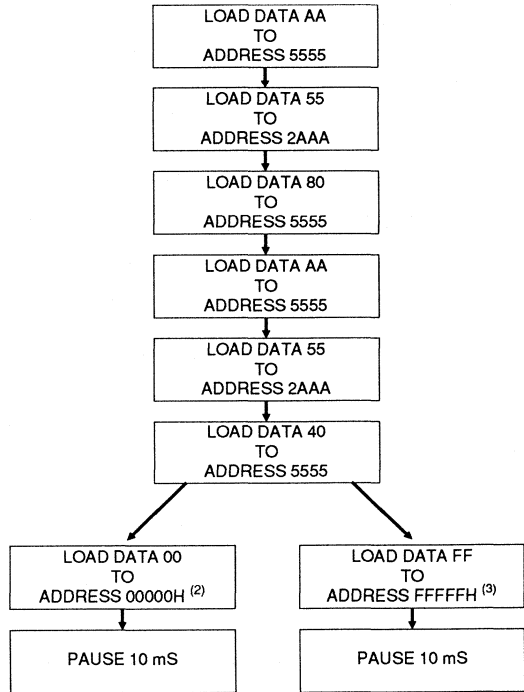 LOAD DATA AA
TO
ADDRESS 5555
LOAD DATA 55
TO
ADDRESS 2AAA
LOAD DATA 80
TO
ADDRESS 5555
LOAD DATA AA
TO
ADDRESS 5555
LOAD DATA 55
TO
ADDRESS 2AAA
LOAD DATA 40
TO
ADDRESS 5555
LOAD DATA 00
TO
ADDRESS 00000H (2)
PAUSE 10 mS
LOAD DATA FF
TO
ADDRESS FFFFFH (3)
PAUSE 10 mS